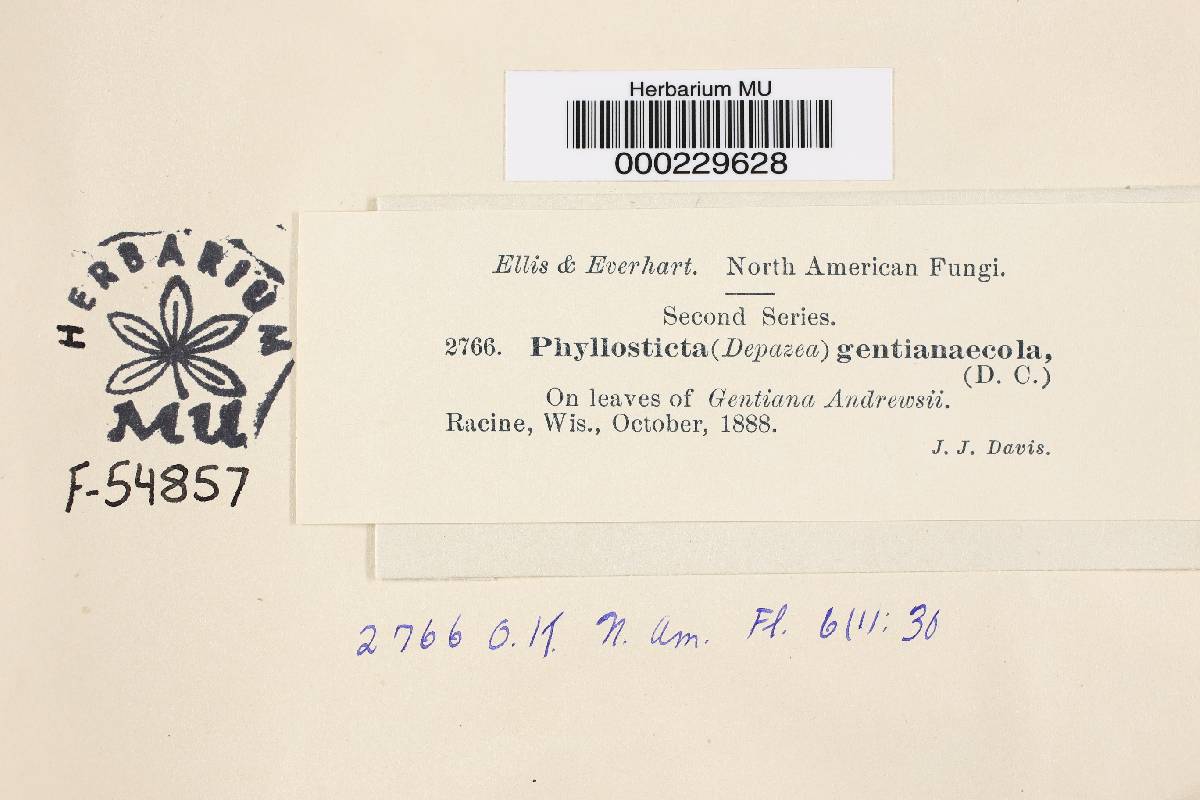 Herbarium MU
000229628
HERBARIUM
MU
F-54857
Ellis & Everhart. North American Fungi.
Second Series.
2766. Phyllosticta (Depazea) gentianaecola,
(D. C.)
On leaves of Gentiana Andrewsii.
Racine, Wis., October, 1888.
J. J. Davis.
2766 O.K. N. Am. Fl. 6(1): 30